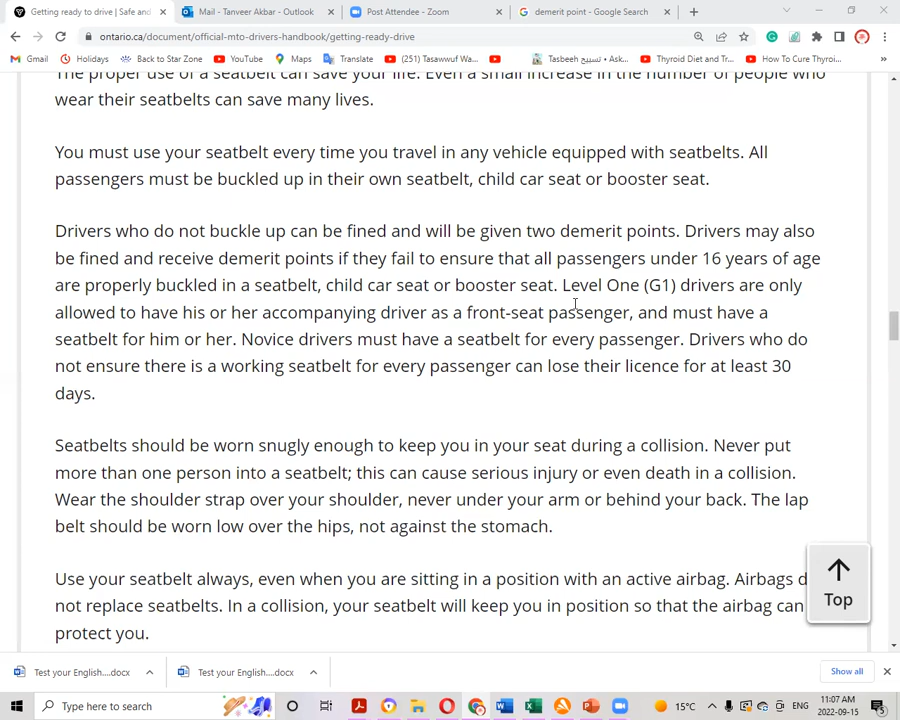 Getting ready to drive | Safe and
Mail - Tanveer Akbar - Outlook
Post Attendee - Zoom
demerit point - Google Search
ontario.ca/document/official-mto-drivers-handbook/getting-ready-drive
Gmail
Holidays
Back to Star Zone
YouTube
Maps
Translate
(251) Tasawwuf Wa...
Tasbeeh تسبيح • Ask...
Thyroid Diet and Tr...
How To Cure Thyroi...
The proper use of a seatbelt can save your life. Even a small increase in the number of people who
wear their seatbelts can save many lives.
You must use your seatbelt every time you travel in any vehicle equipped with seatbelts. All
passengers must be buckled up in their own seatbelt, child car seat or booster seat.
Drivers who do not buckle up can be fined and will be given two demerit points. Drivers may also
be fined and receive demerit points if they fail to ensure that all passengers under 16 years of age
are properly buckled in a seatbelt, child car seat or booster seat. Level One (G1) drivers are only
allowed to have his or her accompanying driver as a front-seat passenger, and must have a
seatbelt for him or her. Novice drivers must have a seatbelt for every passenger. Drivers who do
not ensure there is a working seatbelt for every passenger can lose their licence for at least 30
days.
Seatbelts should be worn snugly enough to keep you in your seat during a collision. Never put
more than one person into a seatbelt; this can cause serious injury or even death in a collision.
Wear the shoulder strap over your shoulder, never under your arm or behind your back. The lap
belt should be worn low over the hips, not against the stomach.
Use your seatbelt always, even when you are sitting in a position with an active airbag. Airbags d
not replace seatbelts. In a collision, your seatbelt will keep you in position so that the airbag can
protect you.
Top
Test your English....docx
Test your English....docx
Show all
Type here to search
15°C
11:07 AM
2022-09-15